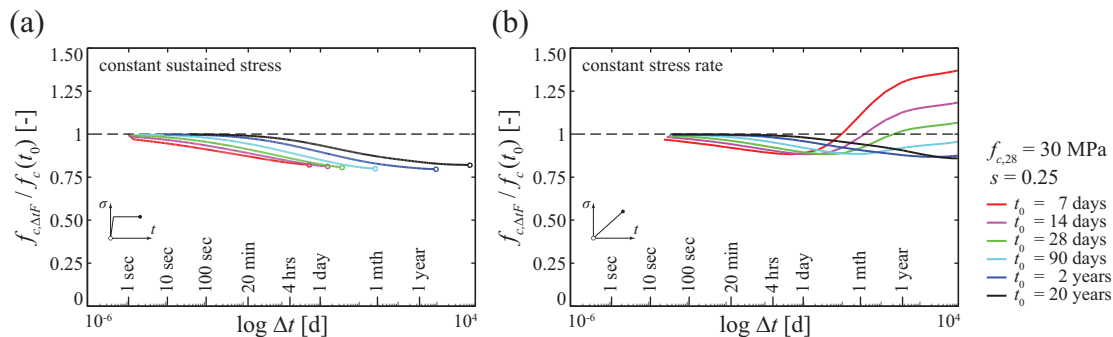 (a)
(b)
f_{c,ΔtF} / f_c(t_0) [-]
1.50
1.25
1
0.75
0.50
0.25
0
constant sustained stress
σ
t
1 sec
10 sec
100 sec
20 min
4 hrs
1 day
1 mth
1 year
10^{-6}
log Δt [d]
10^4
f_{c,ΔtF} / f_c(t_0) [-]
1.50
1.25
1
0.75
0.50
0.25
0
constant stress rate
σ
t
1 sec
10 sec
100 sec
20 min
4 hrs
1 day
1 mth
1 year
10^{-6}
log Δt [d]
10^4
f_{c,28} = 30 MPa
s = 0.25
t_0 = 7 days
t_0 = 14 days
t_0 = 28 days
t_0 = 90 days
t_0 = 2 years
t_0 = 20 years